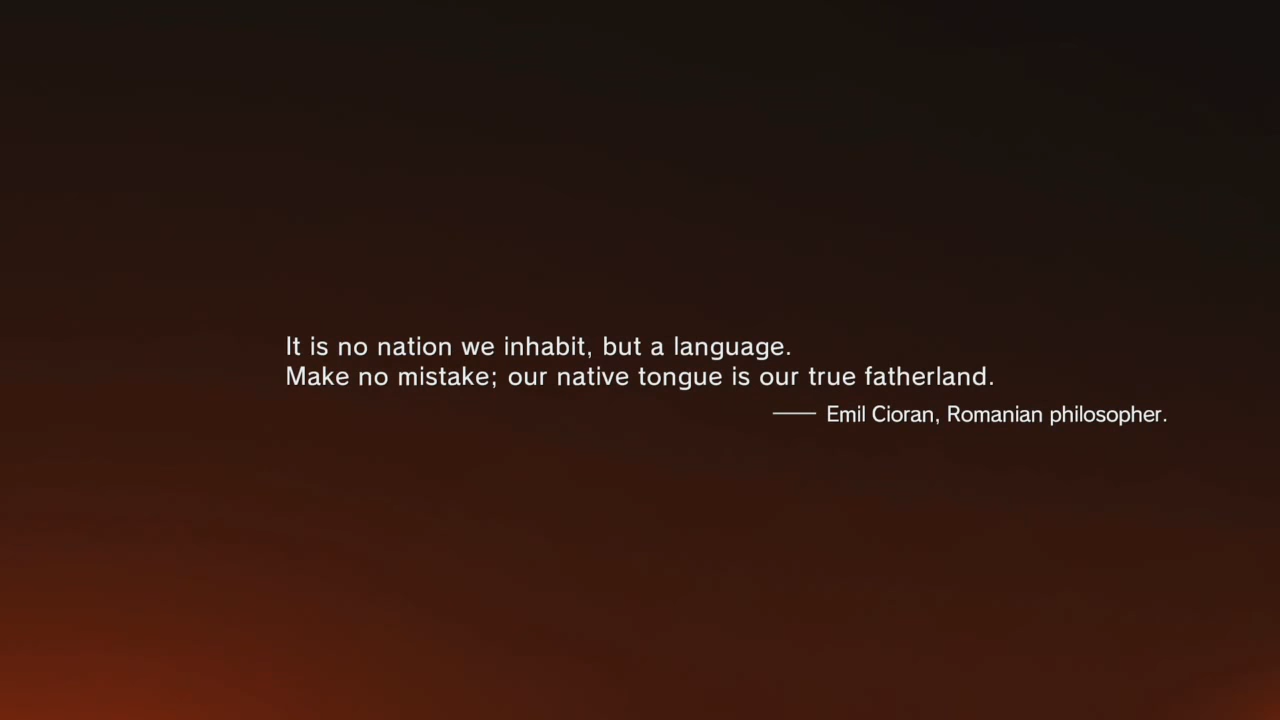 It is no nation we inhabit, but a language.
Make no mistake; our native tongue is our true fatherland.
—— Emil Cioran, Romanian philosopher.